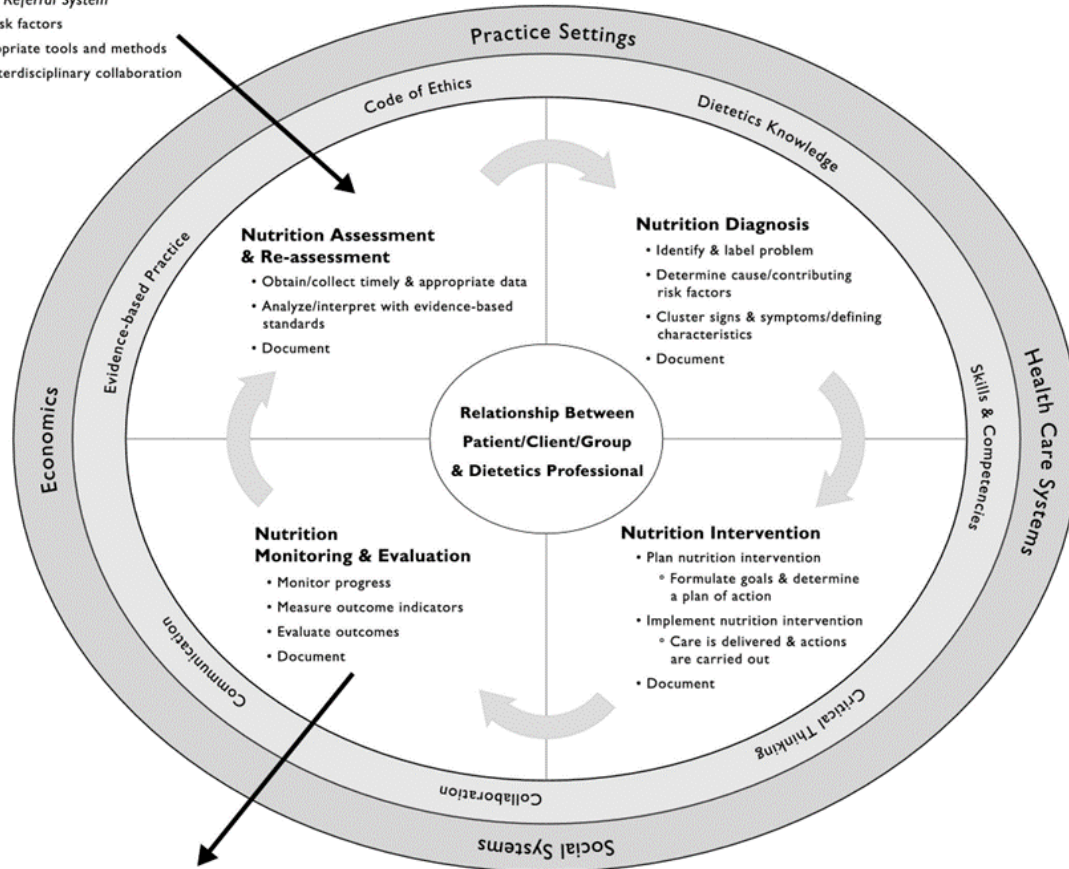 Referral System
factors
tools and methods
collaboration
Practice Settings
Code of Ethics
Dietetics Knowledge
Evidence-based Practice
Economics
Skills & Competencies
Health Care Systems
Nutrition Assessment
& Re-assessment
• Obtain/collect timely & appropriate data
• Analyze/interpret with evidence-based
standards
• Document
Nutrition Diagnosis
• Identify & label problem
• Determine cause/contributing
risk factors
• Cluster signs & symptoms/defining
characteristics
• Document
Relationship Between
Patient/Client/Group
& Dietetics Professional
Nutrition
Monitoring & Evaluation
• Monitor progress
• Measure outcome indicators
• Evaluate outcomes
• Document
Nutrition Intervention
• Plan nutrition intervention
° Formulate goals & determine
a plan of action
• Implement nutrition intervention
° Care is delivered & actions
are carried out
• Document
Communication
Critical Thinking
Collaboration
Social Systems